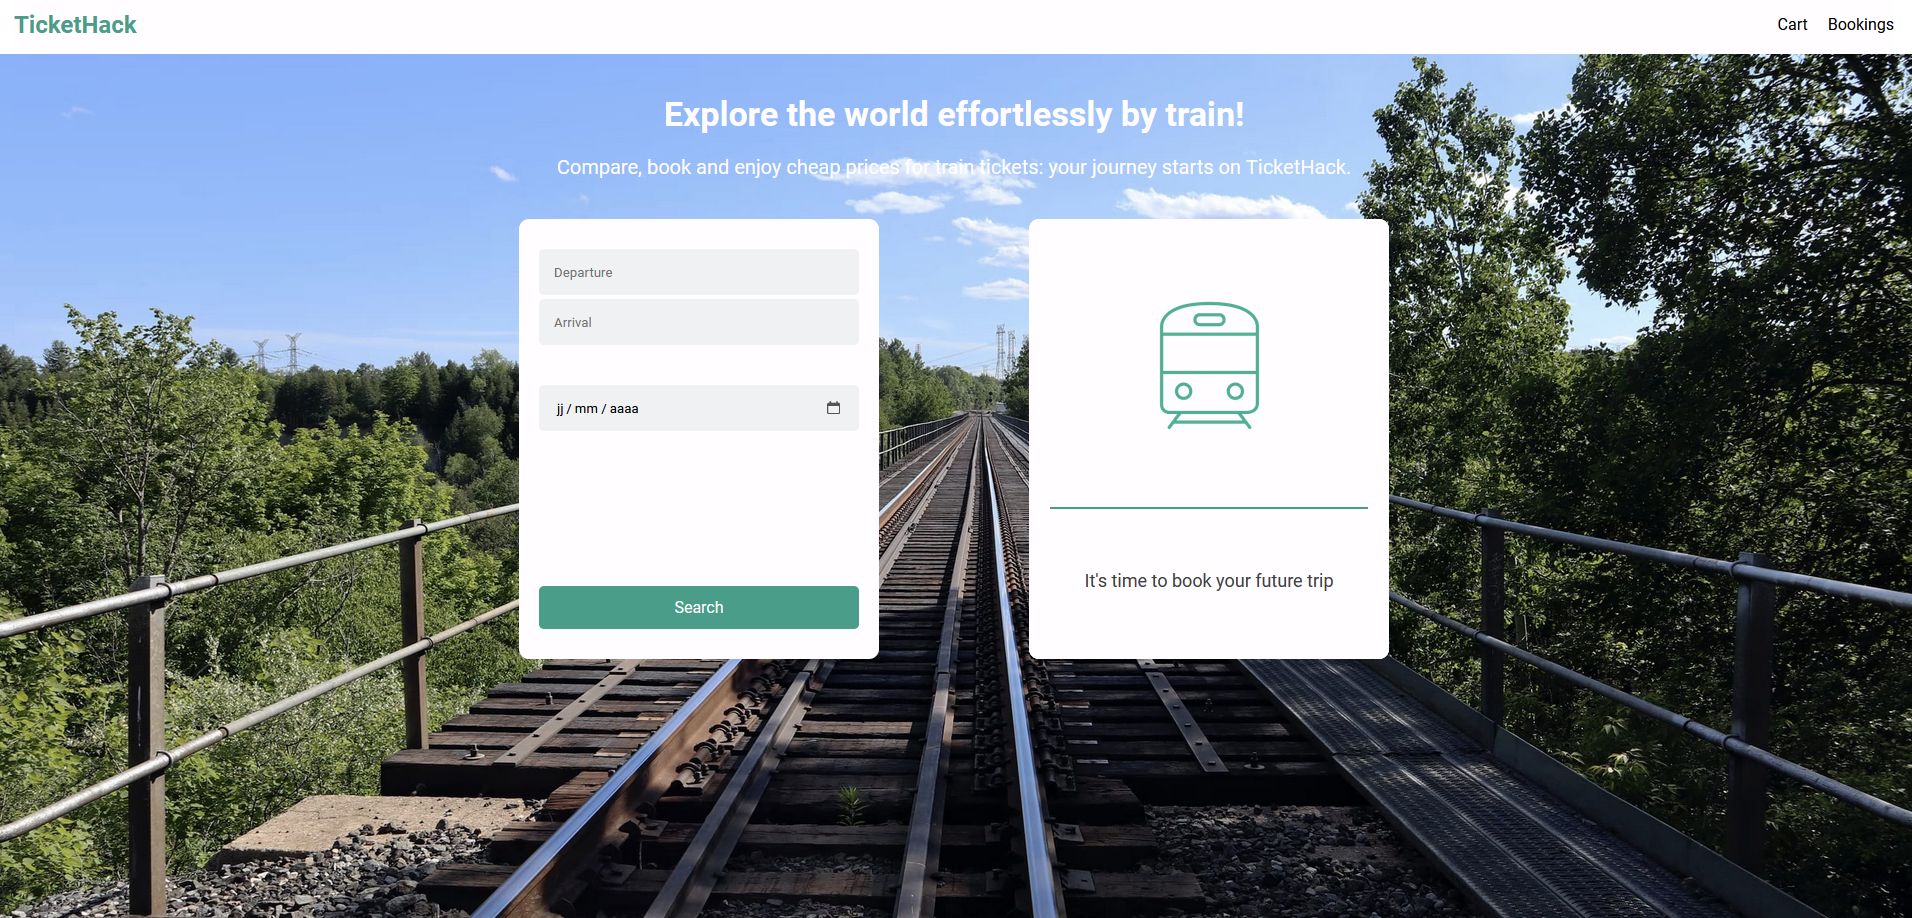 TicketHack
Cart
Bookings
Explore the world effortlessly by train!
Compare, book and enjoy cheap prices for train tickets: your journey starts on TicketHack.
Departure
Arrival
jj / mm / aaaa
Search
It's time to book your future trip